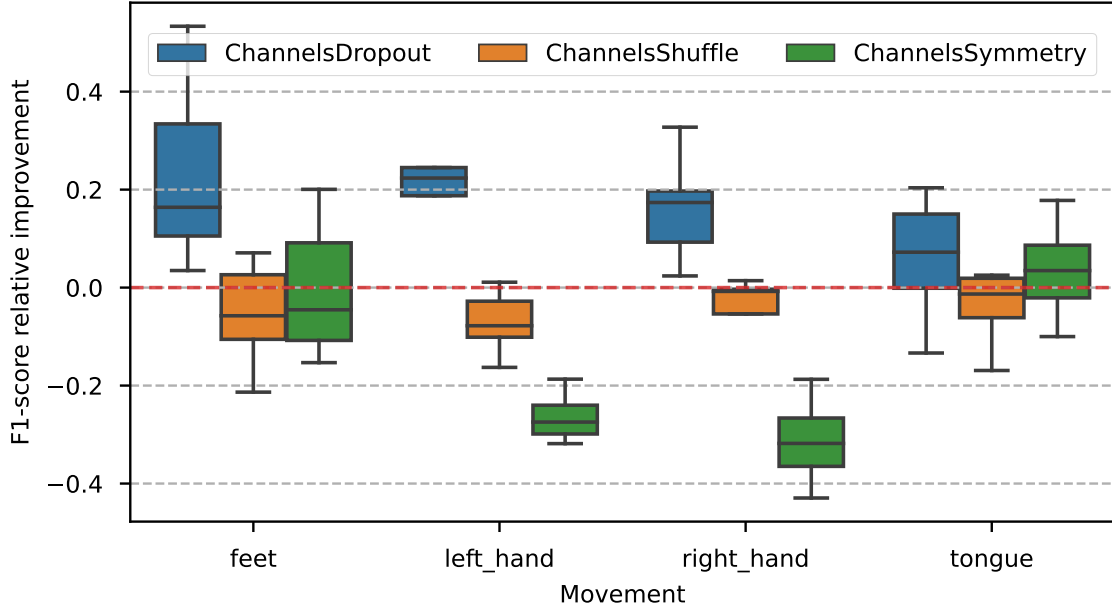 ChannelsDropout ChannelsShuffle ChannelsSymmetry
F1-score relative improvement
0.4
0.2
0.0
−0.2
−0.4
feet left_hand right_hand tongue
Movement